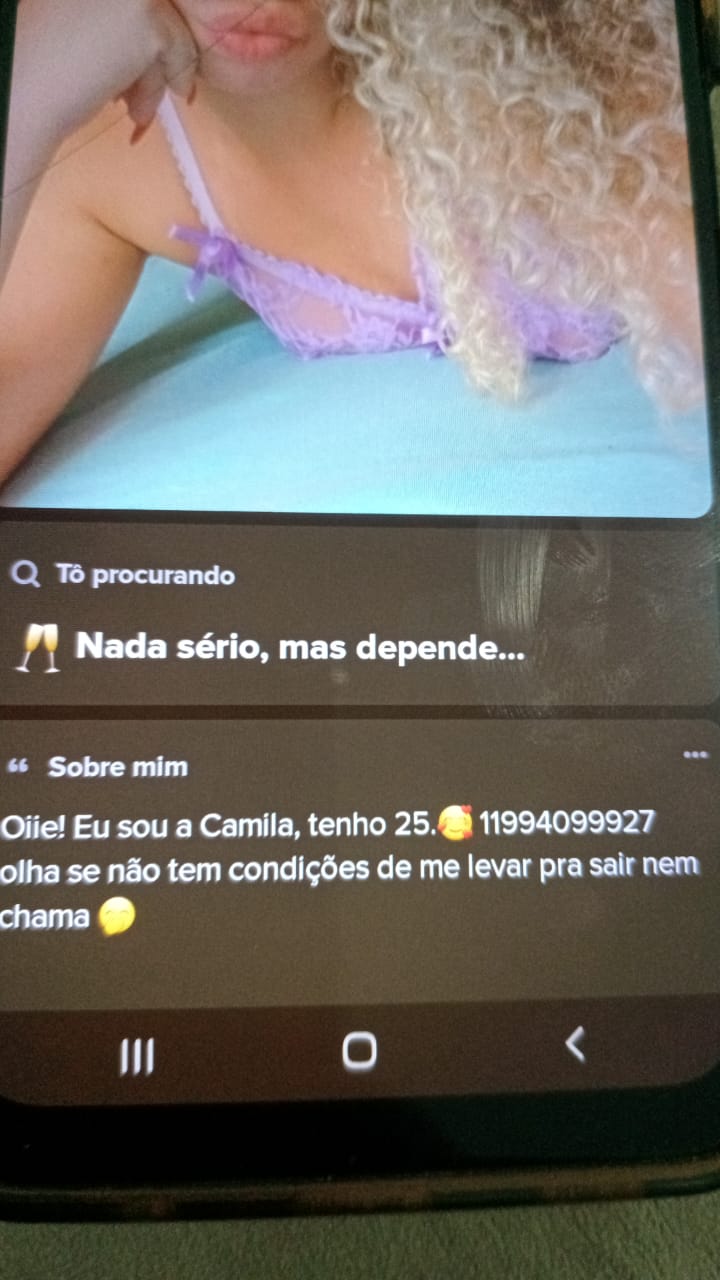 Tô procurando
🥂 Nada sério, mas depende...
“ Sobre mim
Oiie! Eu sou a Camila, tenho 25.🥰 11994099927
olha se não tem condições de me levar pra sair nem
chama 🤭